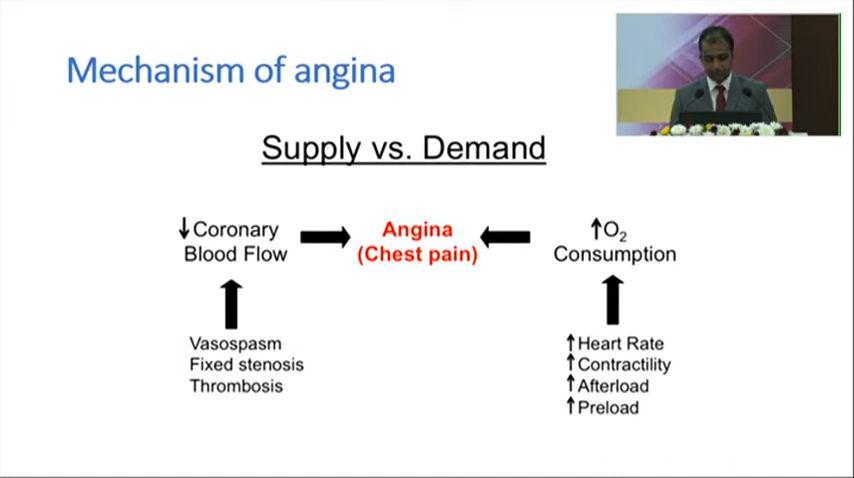 Mechanism of angina
Supply vs. Demand
↓Coronary
Blood Flow
Angina
(Chest pain)
↑O₂
Consumption
Vasospasm
Fixed stenosis
Thrombosis
↑Heart Rate
↑Contractility
↑Afterload
↑Preload